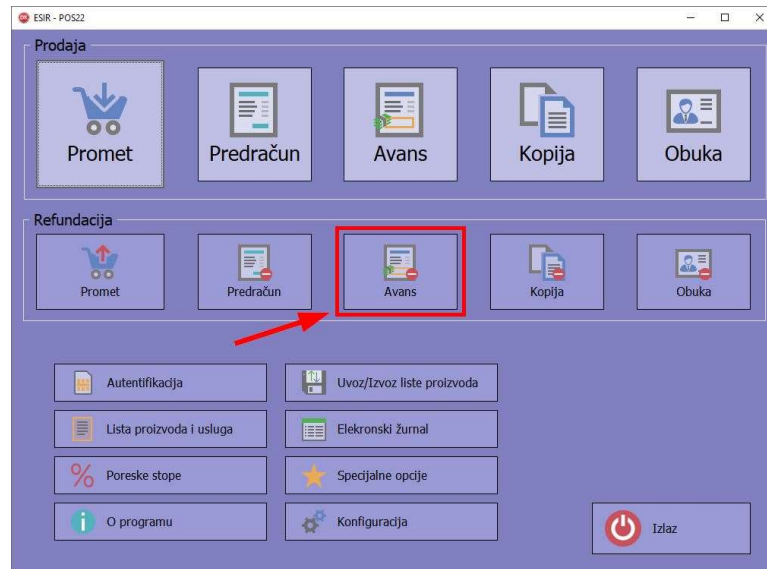 ESIR - POS22
Prodaja
Promet
Predračun
Avans
Kopija
Obuka
Refundacija
Promet
Predračun
Avans
Kopija
Obuka
Autentifikacija
Uvoz/Izvoz liste proizvoda
Lista proizvoda i usluga
Elekronski žurnal
% Poreske stope
Specijalne opcije
O programu
Konfiguracija
Izlaz